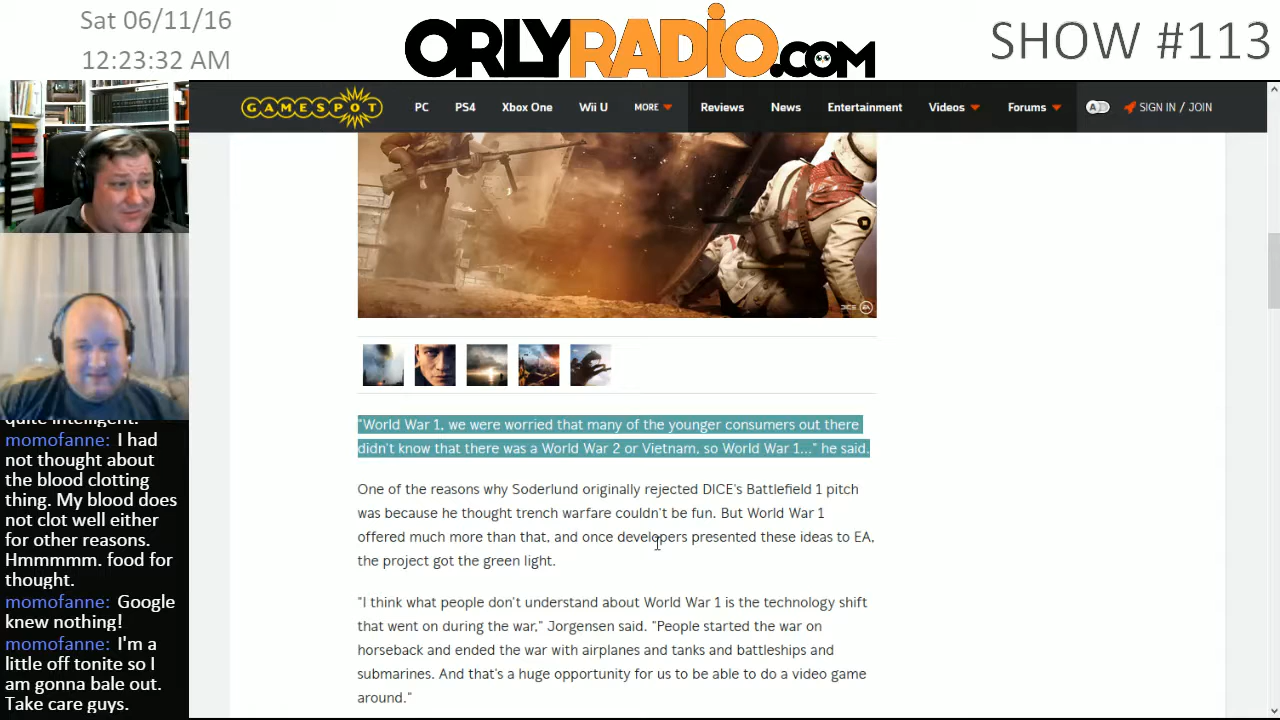 Sat 06/11/16
12:23:32 AM
ORLYRADIO.COM
SHOW #113
GAMESPOT
PC PS4 Xbox One Wii U MORE Reviews News Entertainment Videos Forums A SIGN IN / JOIN
DICE EA
"World War 1, we were worried that many of the younger consumers out there
didn't know that there was a World War 2 or Vietnam, so World War 1..." he said.
One of the reasons why Soderlund originally rejected DICE's Battlefield 1 pitch
was because he thought trench warfare couldn't be fun. But World War 1
offered much more than that, and once developers presented these ideas to EA,
the project got the green light.
"I think what people don't understand about World War 1 is the technology shift
that went on during the war," Jorgensen said. "People started the war on
horseback and ended the war with airplanes and tanks and battleships and
submarines. And that's a huge opportunity for us to be able to do a video game
around."
quite intelligent.
momofanne: I had
not thought about
the blood clotting
thing. My blood does
not clot well either
for other reasons.
Hmmmmm. food for
thought.
momofanne: Google
knew nothing!
momofanne: I'm a
little off tonite so I
am gonna bale out.
Take care guys.